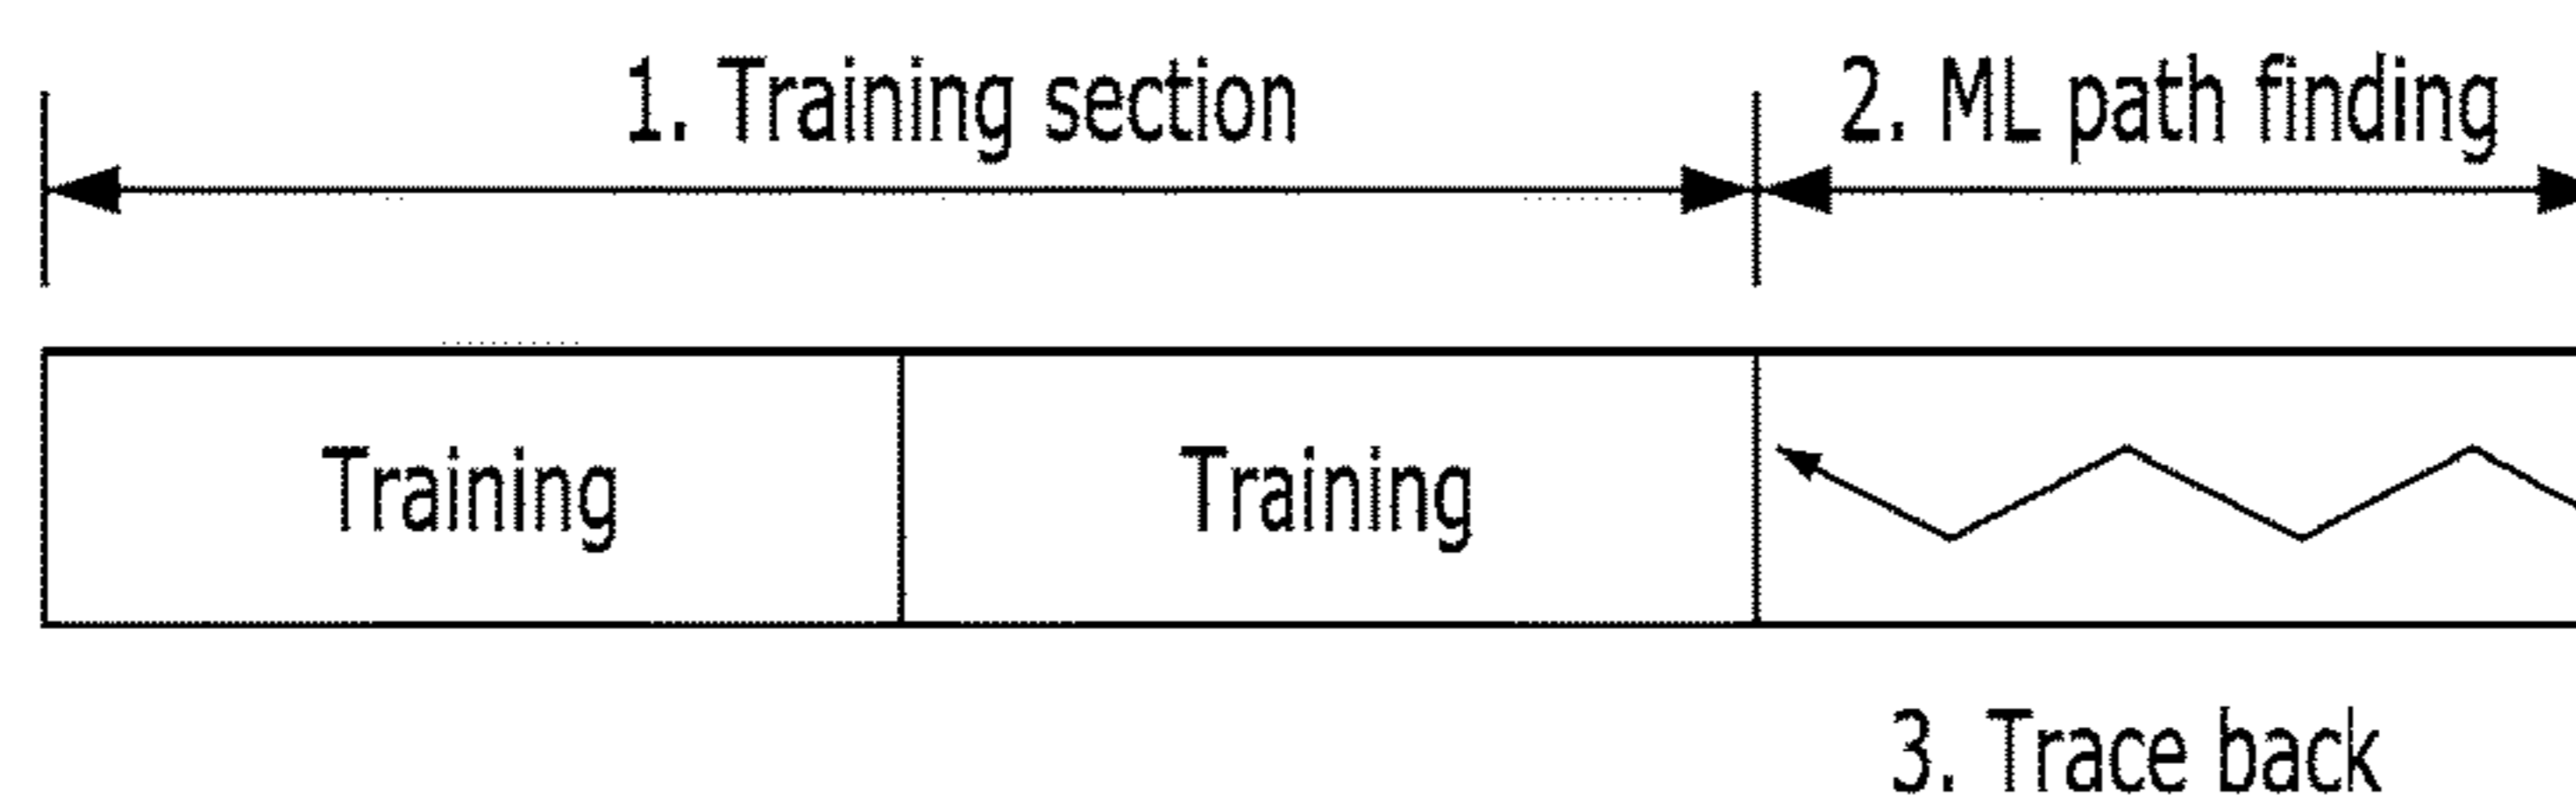 1. Training section
2. ML path finding
Training
Training
3. Trace back